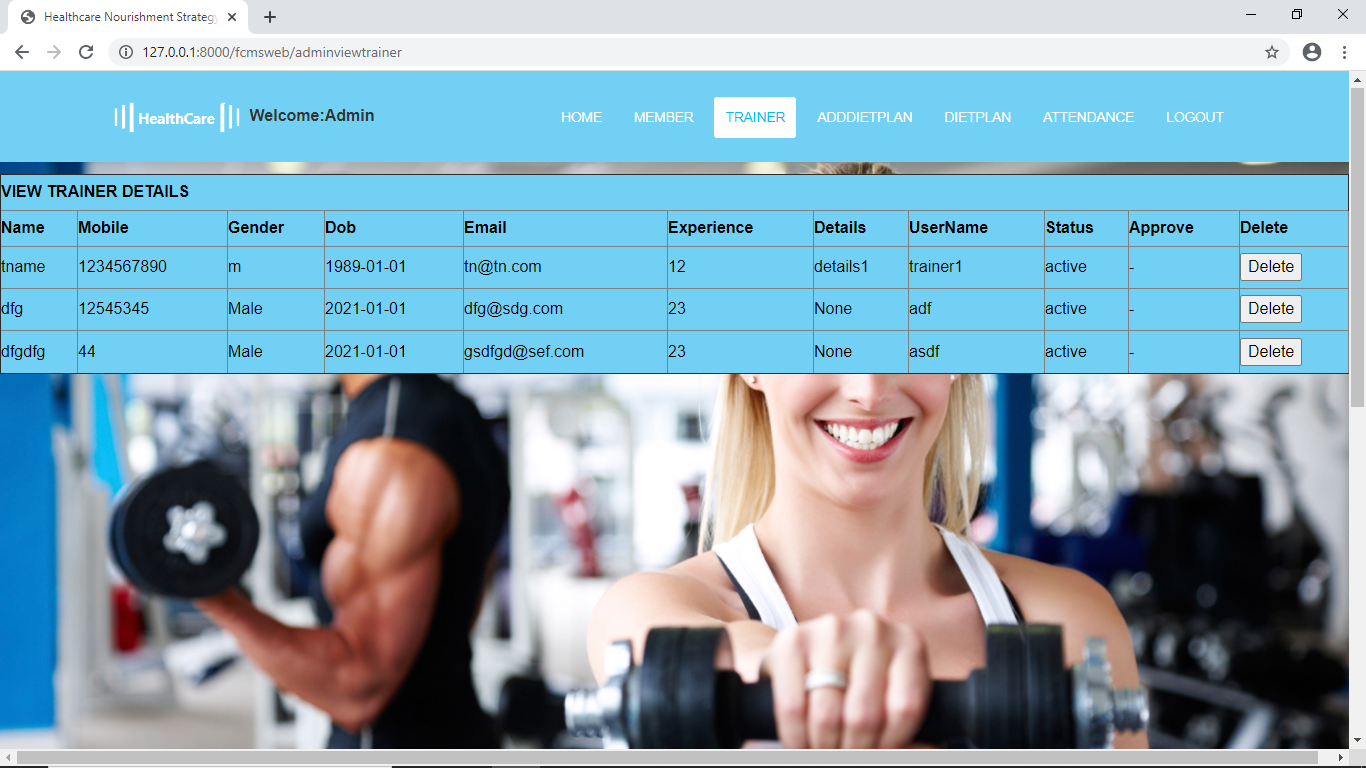 Healthcare Nourishment Strategy
127.0.0.1:8000/fcmsweb/adminviewtrainer
HealthCare Welcome:Admin HOME MEMBER TRAINER ADDDIETPLAN DIETPLAN ATTENDANCE LOGOUT
VIEW TRAINER DETAILS
Name Mobile Gender Dob Email Experience Details UserName Status Approve Delete
tname 1234567890 m 1989-01-01 tn@tn.com 12 details1 trainer1 active - Delete
dfg 12545345 Male 2021-01-01 dfg@sdg.com 23 None adf active - Delete
dfgdfg 44 Male 2021-01-01 gsdfgd@sef.com 23 None asdf active - Delete